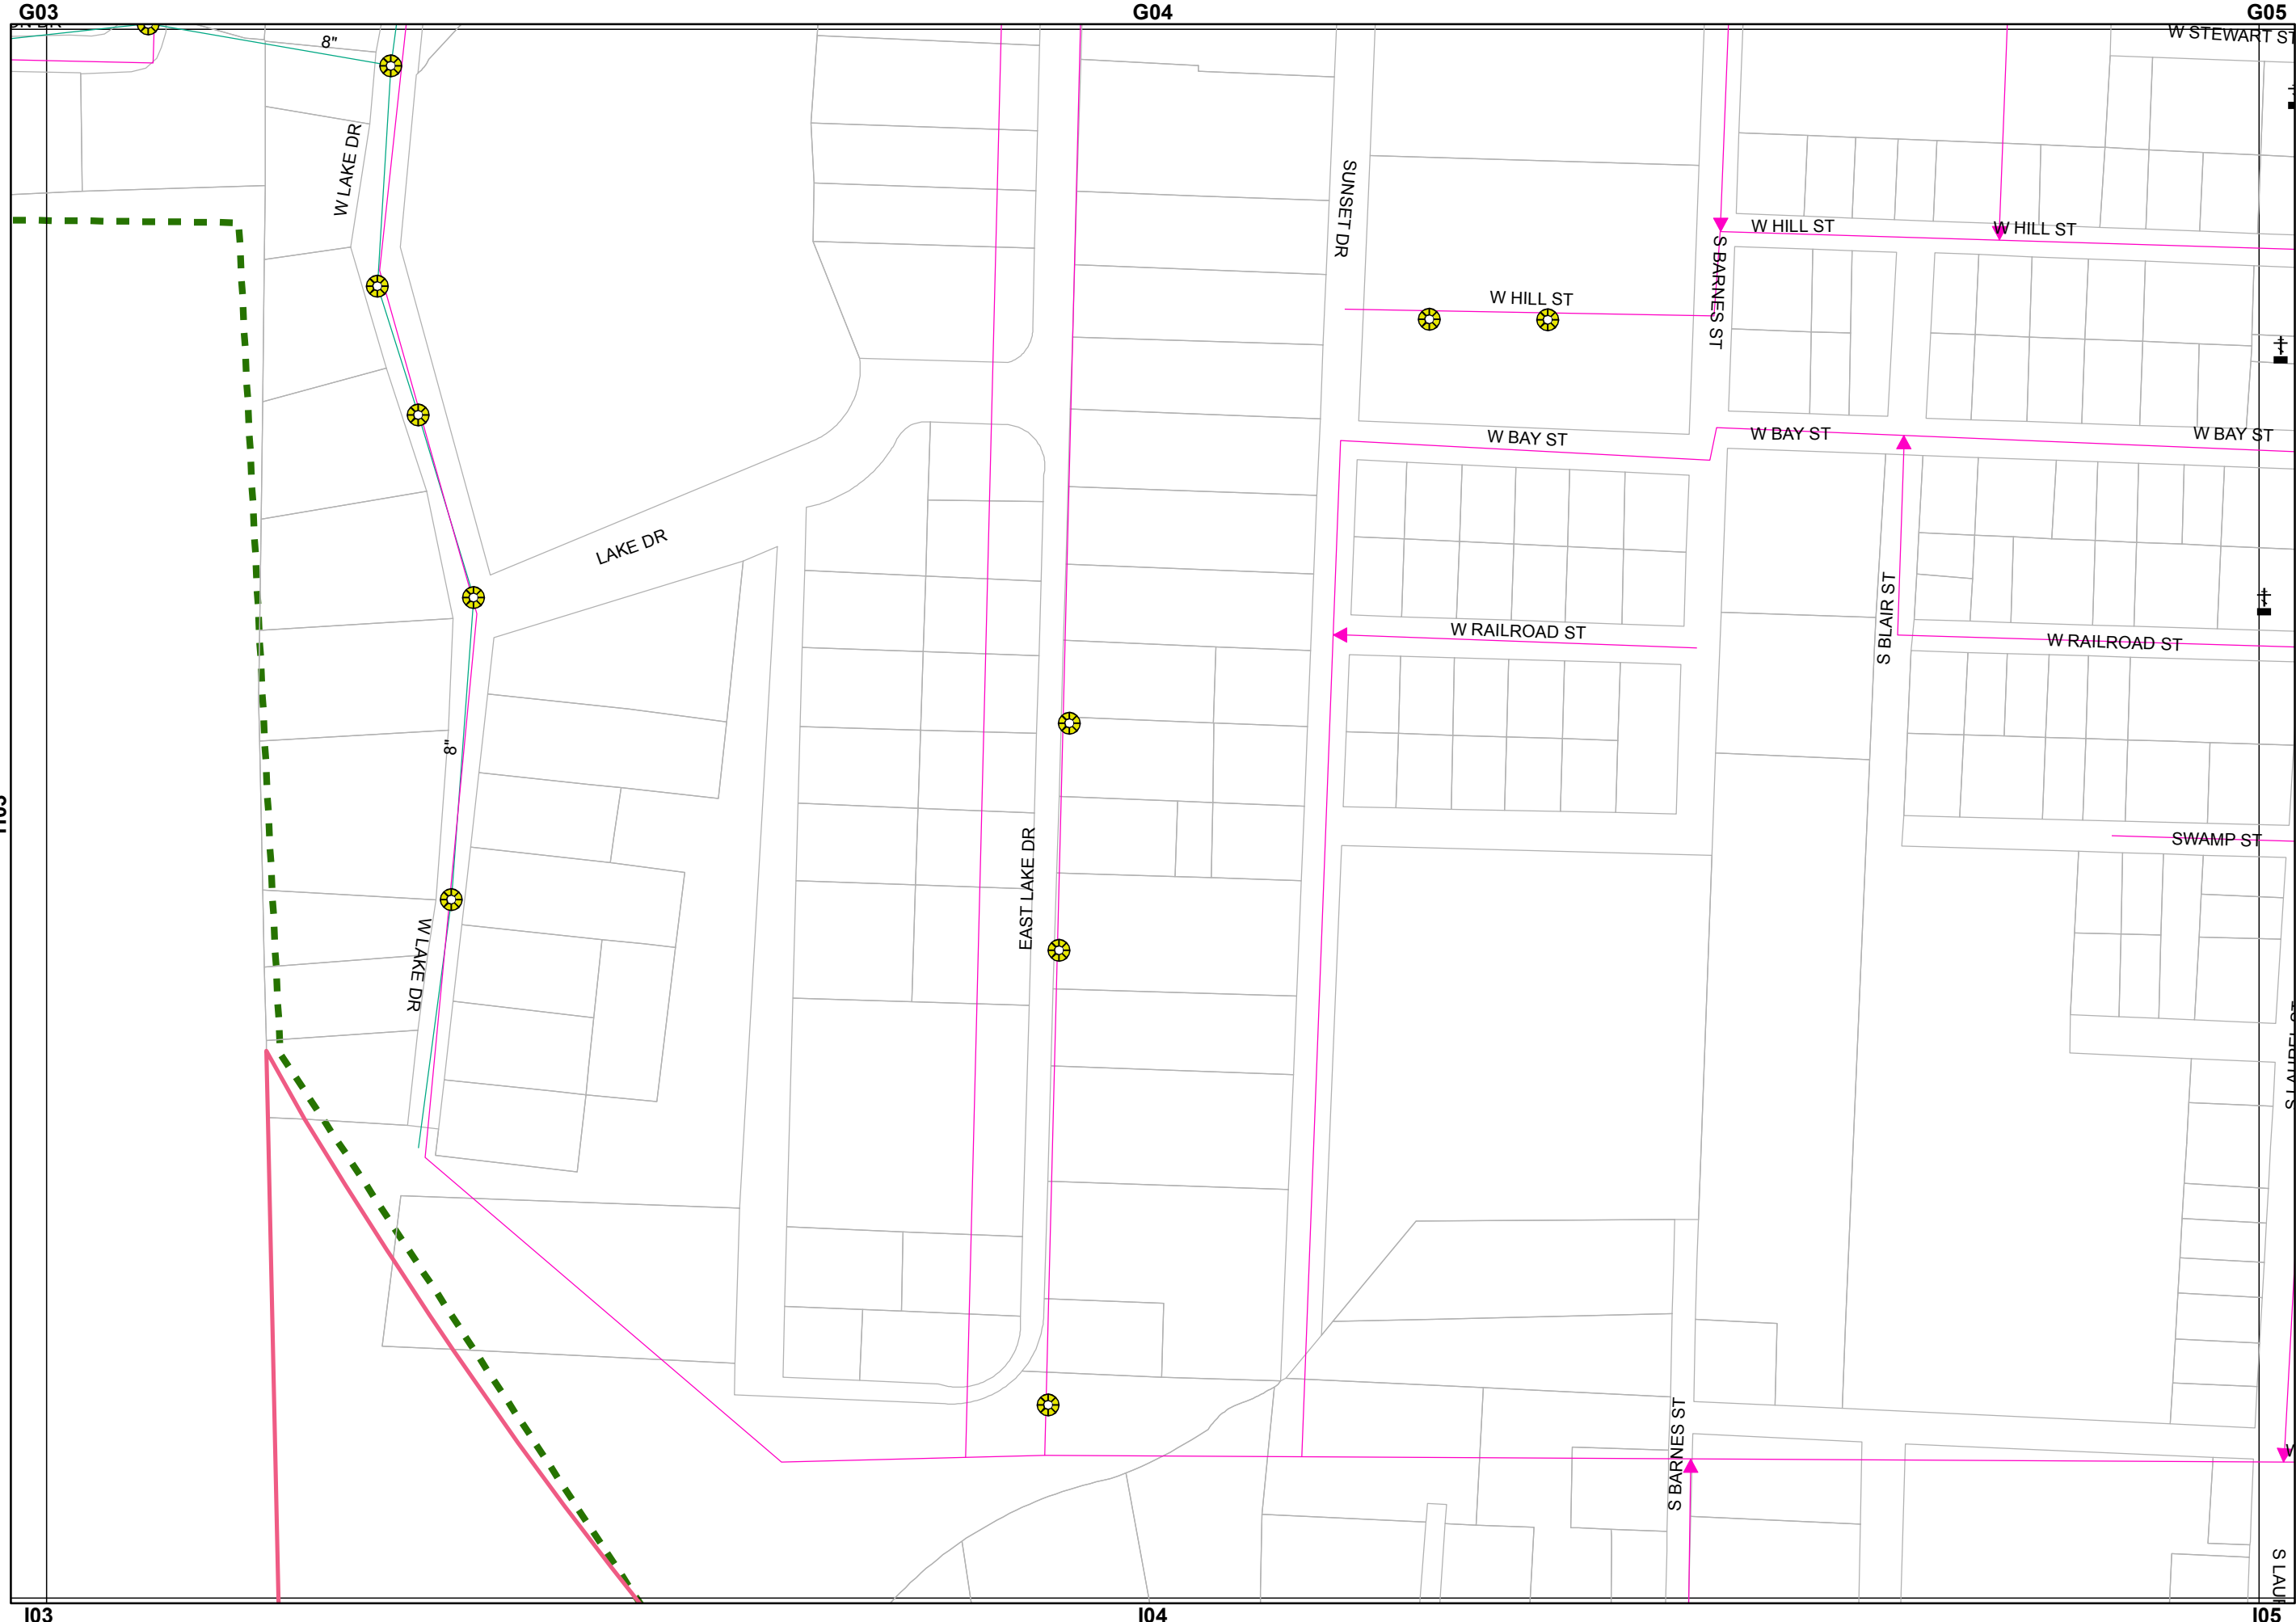 G03
G04
G05
8"
W STEWART ST
W LAKE DR
SUNSET DR
W HILL ST
W HILL ST
S BARNES ST
W HILL ST
W BAY ST
W BAY ST
W BAY ST
LAKE DR
S BLAIR ST
W RAILROAD ST
W RAILROAD ST
8"
SWAMP ST
EAST LAKE DR
W LAKE DR
S BARNES ST
W
S LAUR
I03
I04
I05